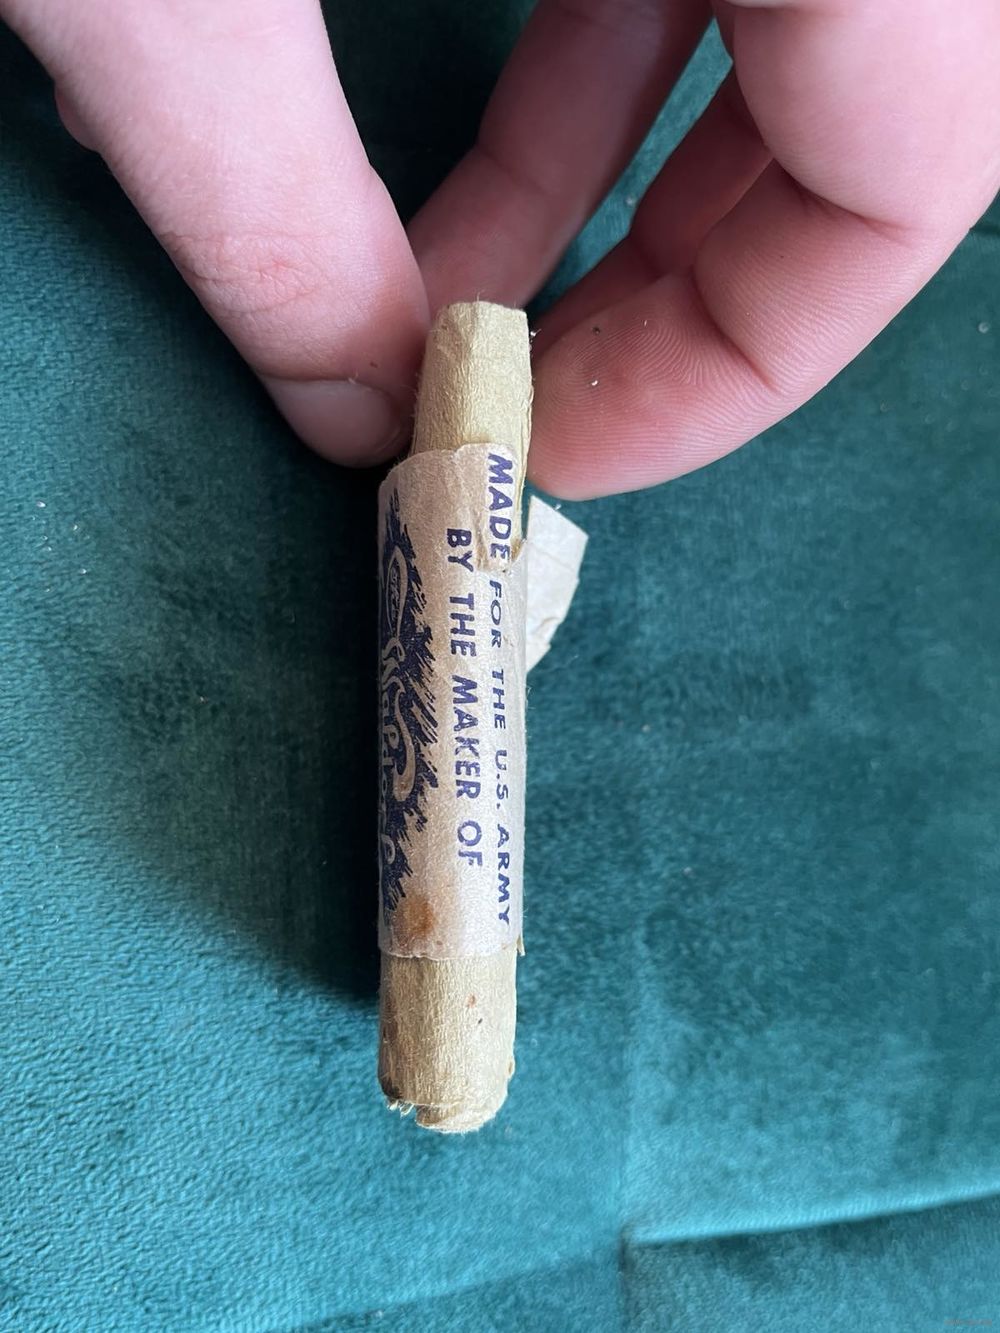 MADE FOR THE U.S. ARMY
BY THE MAKER OF